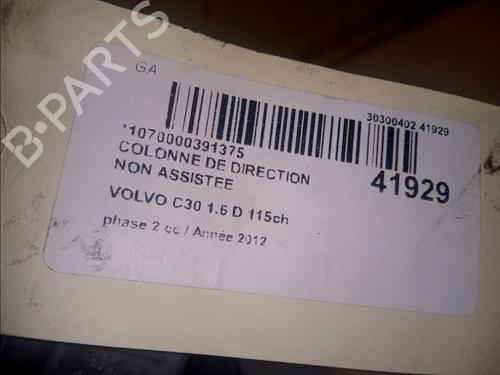 B-PARTS
GA
30300402 41929
*1070000391375
COLONNE DE DIRECTION
NON ASSISTEE
41929
VOLVO C30 1.6 D 115ch
phase 2 cc / Année 2012